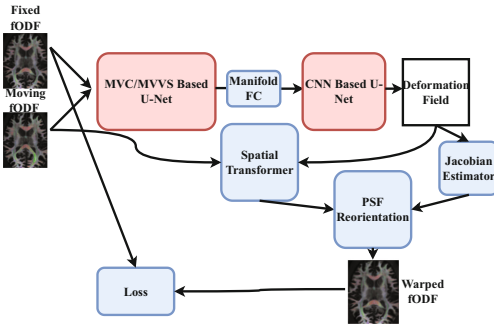 Fixed
fODF
Moving
fODF
MVC/MVVS Based
U-Net
Manifold
FC
CNN Based U-
Net
Deformation
Field
Spatial
Transformer
Jacobian
Estimator
PSF
Reorientation
Loss
Warped
fODF